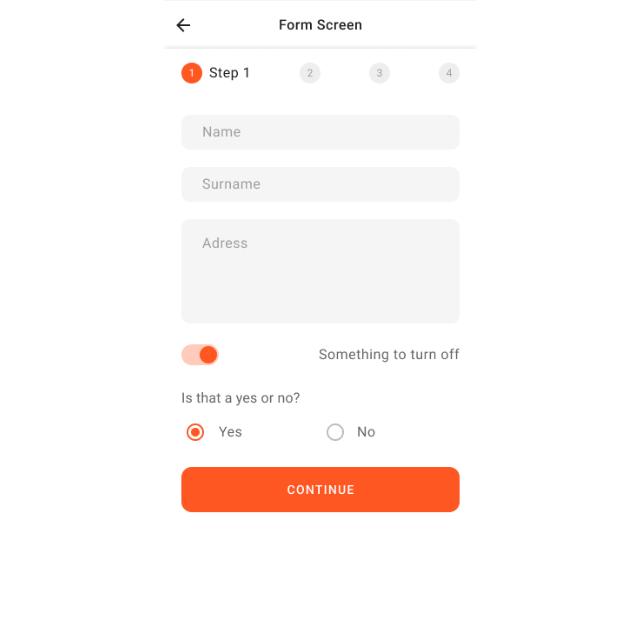 Form Screen
1 Step 1 2 3 4
Name
Surname
Adress
Something to turn off
Is that a yes or no?
Yes No
CONTINUE